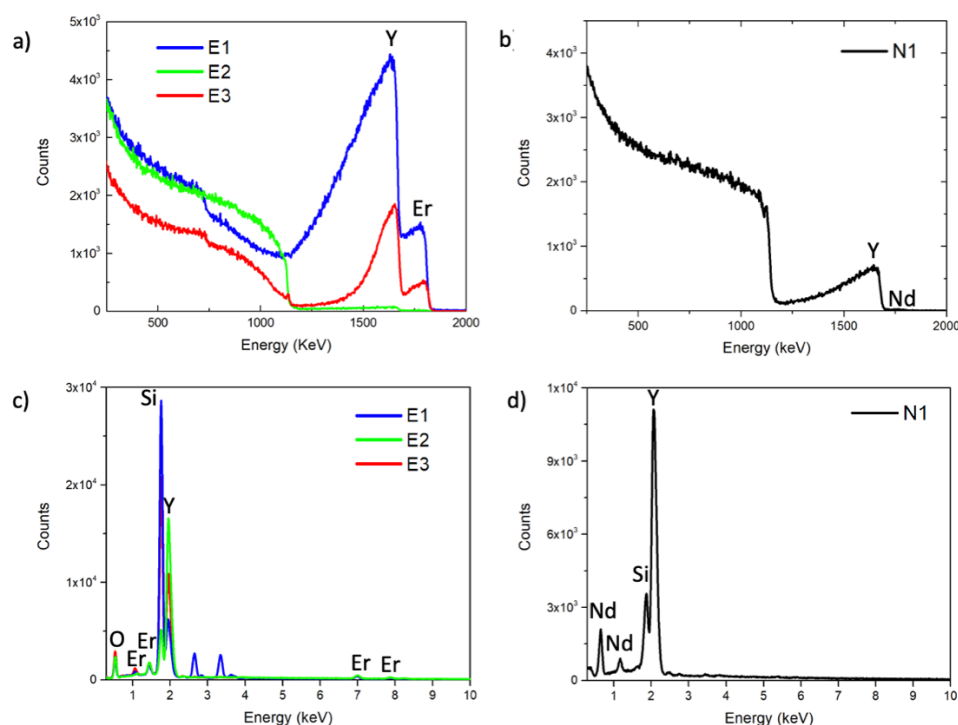 a)
5x10³
4x10³
3x10³
2x10³
1x10³
0
Counts
E1
E2
E3
Y
Er
500
1000
1500
2000
Energy (KeV)
b)
5x10³
4x10³
3x10³
2x10³
1x10³
0
Counts
N1
Y
Nd
500
1000
1500
2000
Energy (keV)
c)
3x10⁴
2x10⁴
1x10⁴
0
Counts
Si
Y
O
Er
Er
Er
Er
E1
E2
E3
1
2
3
4
5
6
7
8
9
10
Energy (keV)
d)
1x10⁴
9x10³
6x10³
3x10³
0
Counts
Y
Si
Nd
Nd
N1
1
2
3
4
5
6
7
8
9
10
Energy (keV)